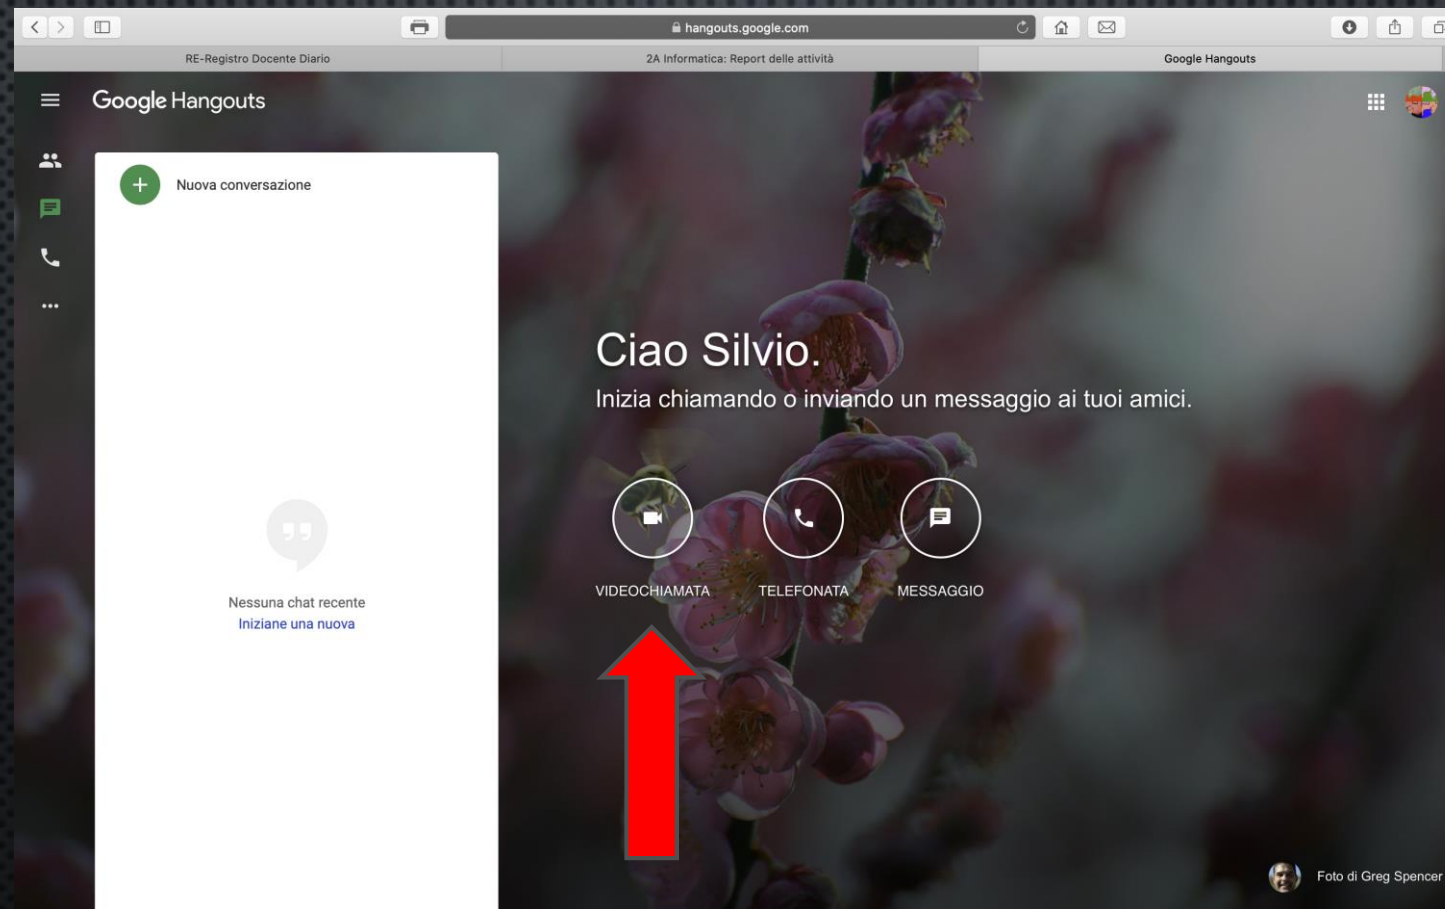 hangouts.google.com
RE-Registro Docente Diario
2A Informatica: Report delle attività
Google Hangouts
Google Hangouts
Nuova conversazione
Ciao Silvio.
Inizia chiamando o inviando un messaggio ai tuoi amici.
VIDEOCHIAMATA
TELEFONATA
MESSAGGIO
Nessuna chat recente
Iniziane una nuova
Foto di Greg Spencer